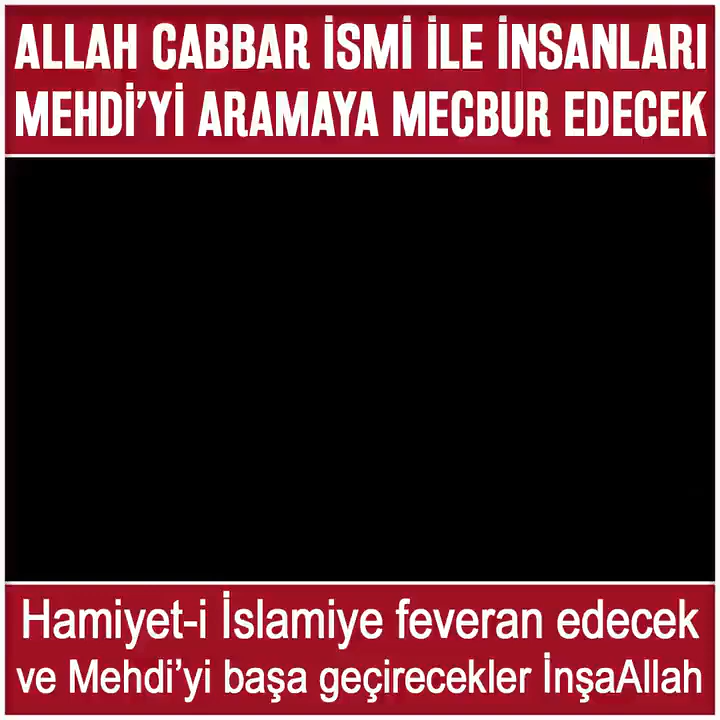 ALLAH CABBAR İSMİ İLE İNSANLARI
MEHDİ'Yİ ARAMAYA MECBUR EDECEK
Hamiyet-i İslamiye feveran edecek
ve Mehdi'yi başa geçirecekler İnşaAllah